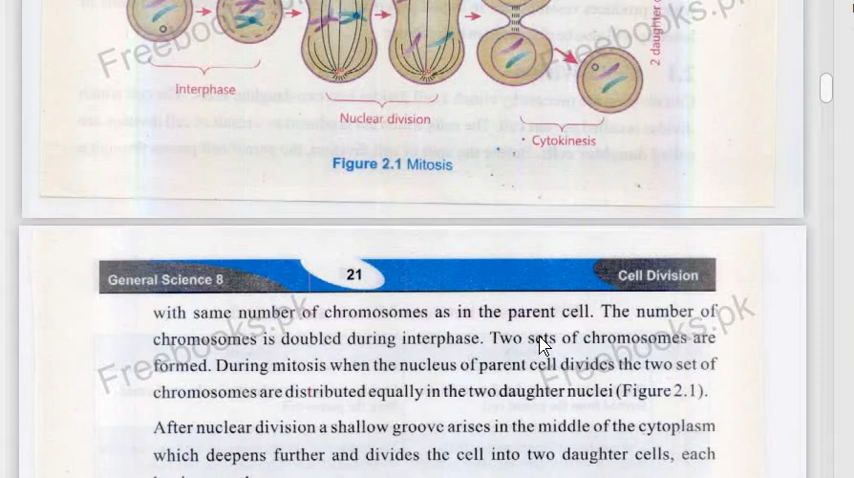 Interphase
Nuclear division
Cytokinesis
2 daughter
Figure 2.1 Mitosis
General Science 8
21
Cell Division
with same number of chromosomes as in the parent cell. The number of
chromosomes is doubled during interphase. Two sets of chromosomes are
formed. During mitosis when the nucleus of parent cell divides the two set of
chromosomes are distributed equally in the two daughter nuclei (Figure 2.1).
After nuclear division a shallow groove arises in the middle of the cytoplasm
which deepens further and divides the cell into two daughter cells, each
Freebooks.pk
Freebooks.pk